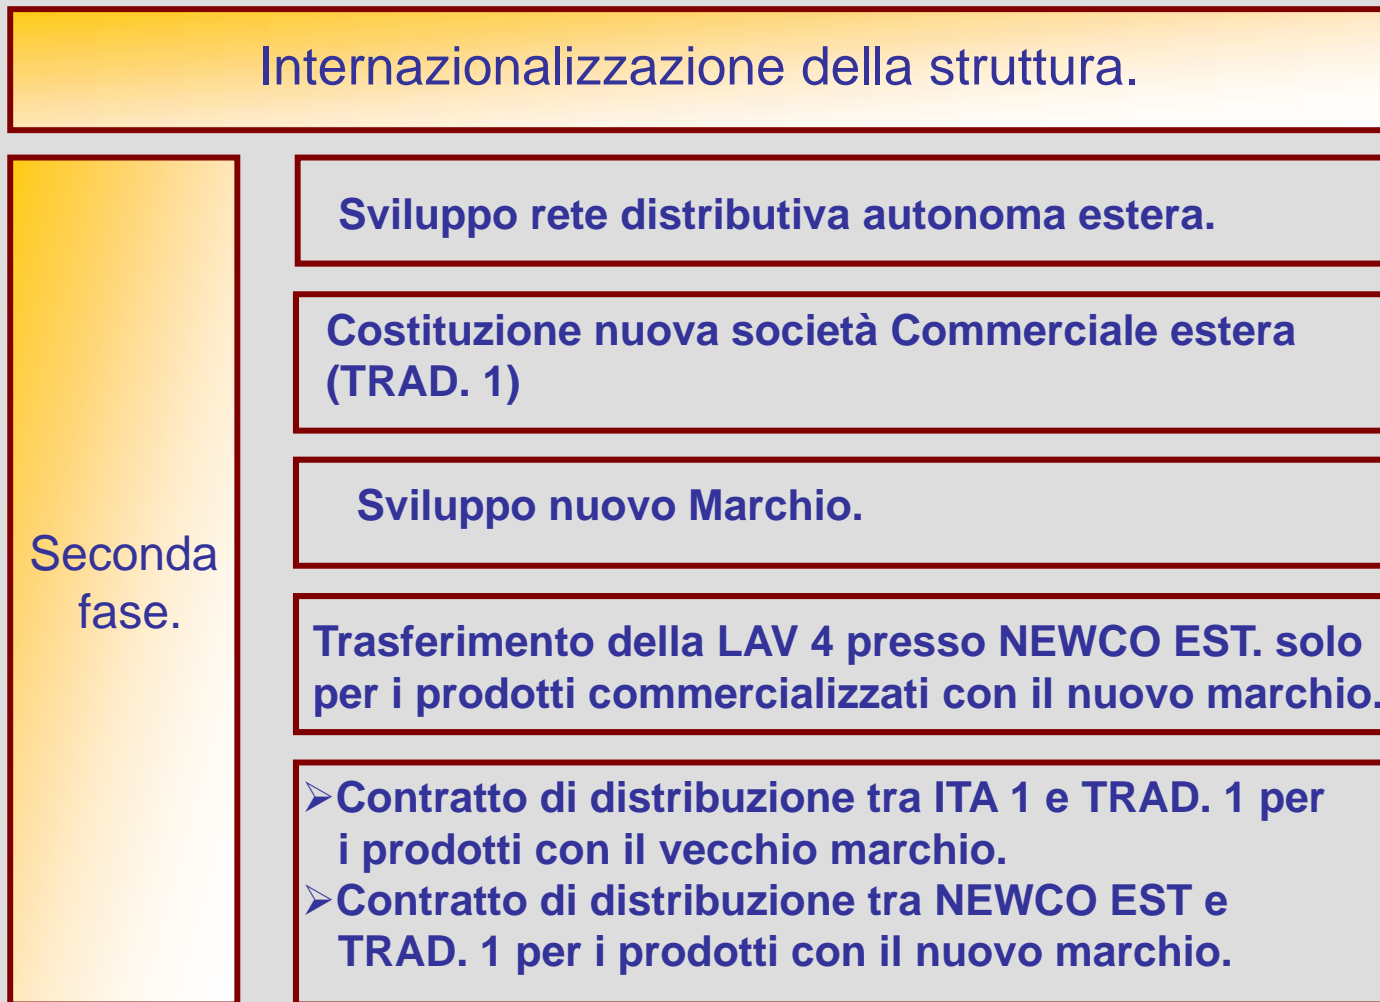 Internazionalizzazione della struttura.
Seconda
fase.
Sviluppo rete distributiva autonoma estera.
Costituzione nuova società Commerciale estera
(TRAD. 1)
Sviluppo nuovo Marchio.
Trasferimento della LAV 4 presso NEWCO EST. solo
per i prodotti commercializzati con il nuovo marchio.
➢Contratto di distribuzione tra ITA 1 e TRAD. 1 per
i prodotti con il vecchio marchio.
➢Contratto di distribuzione tra NEWCO EST e
TRAD. 1 per i prodotti con il nuovo marchio.